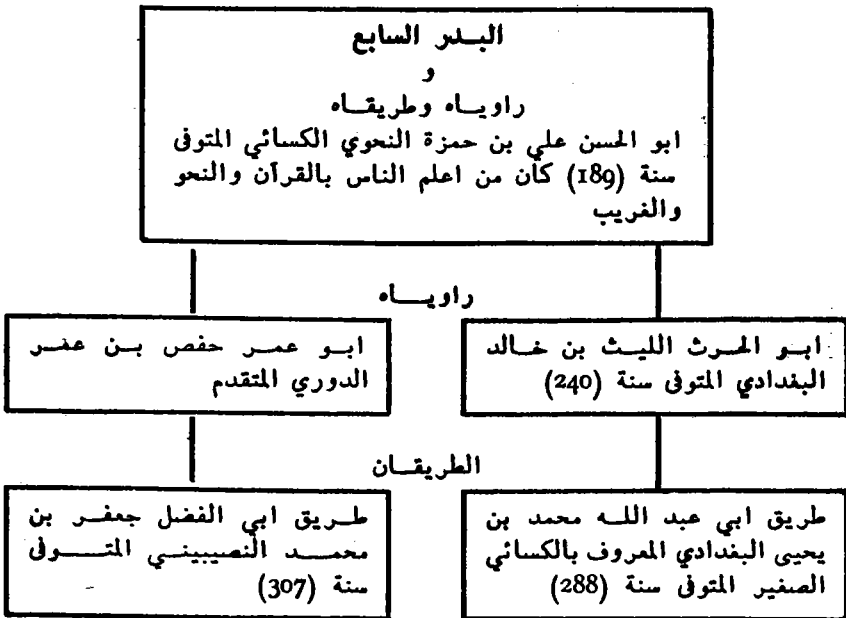 البدر السابع
و
راوياه وطريقاه
ابو الحسن علي بن حمزة النحوي الكسائي المتوفى
سنة (189) كان من اعلم الناس بالقرآن والنحو
والغريب
راوياه
ابو الحرث الليث بن خالد
البغدادي المتوفى سنة (240)
ابو عمر حفص بن عمر
الدوري المتقدم
الطريقان
طريق ابي عبد الله محمد بن
يحيى البغدادي المعروف بالكسائي
الصغير المتوفى سنة (288)
طريق ابي الفضل جعفر بن
محمد النصيبيني المتوفى
سنة (307)